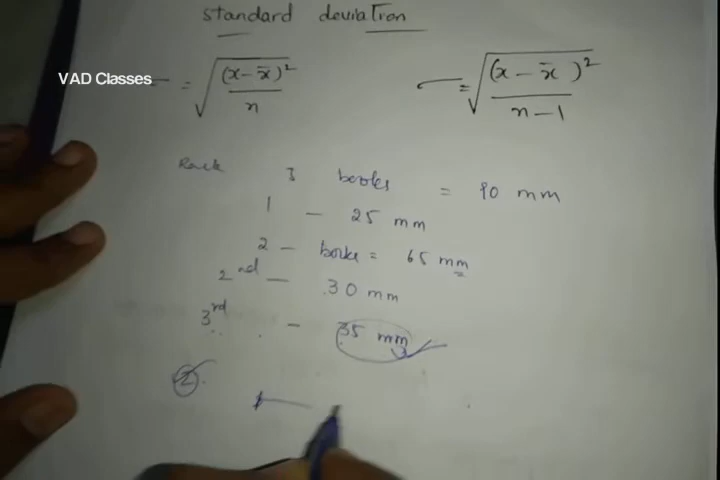 standard deviation
VAD Classes
σ = √(x-x̄)²/n
σ = √(x-x̄)²/n-1
Rack 3 books = 90 mm
1 - 25 mm
2 - books = 65 mm
2nd - 30 mm
3rd - 35 mm
2.